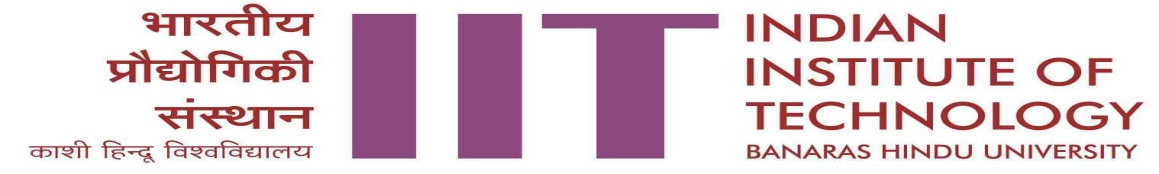 भारतीय
प्रौद्योगिकी
संस्थान
काशी हिन्दू विश्वविद्यालय
IIT
INDIAN
INSTITUTE OF
TECHNOLOGY
BANARAS HINDU UNIVERSITY